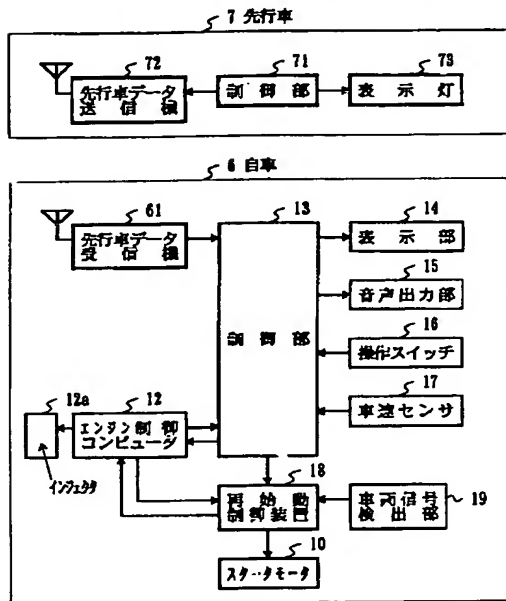 7 先行車
72
71
73
先行車データ
送信機
制御部
表示灯
6 自車
61
13
14
先行車データ
受信機
表示部
15
音声出力部
制御部
16
操作スイッチ
17
12a
12
エンジン制御
コンピュータ
車速センサ
インジェクタ
18
再始動
制御装置
車両信号
検出部
19
10
スタータモータ